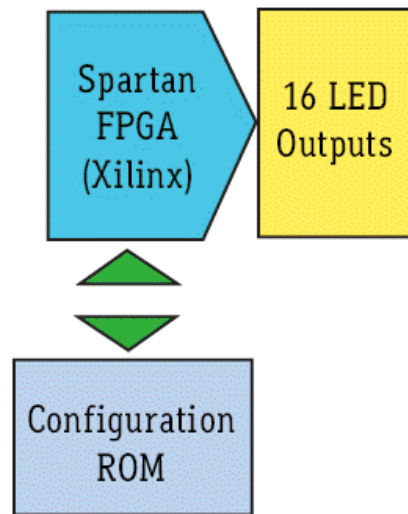 Spartan
FPGA
(Xilinx)
16 LED
Outputs
Configuration
ROM